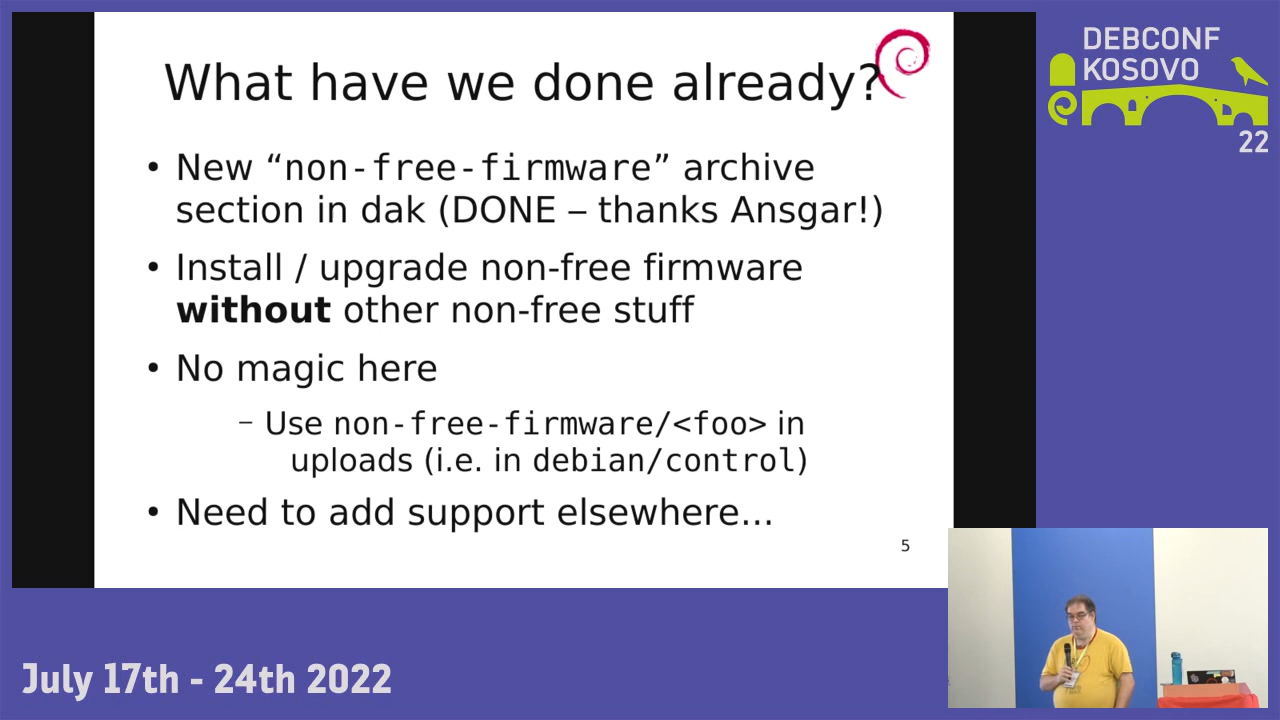 What have we done already?
• New “non-free-firmware” archive
section in dak (DONE – thanks Ansgar!)
• Install / upgrade non-free firmware
without other non-free stuff
• No magic here
– Use non-free-firmware/<foo> in
uploads (i.e. in debian/control)
• Need to add support elsewhere...
5
DEBCONF
KOSOVO
22
July 17th - 24th 2022